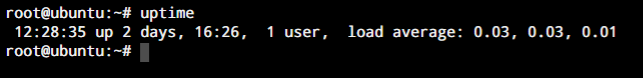 root@ubuntu:~# uptime
 12:28:35 up 2 days, 16:26,  1 user,  load average: 0.03, 0.03, 0.01
root@ubuntu:~#